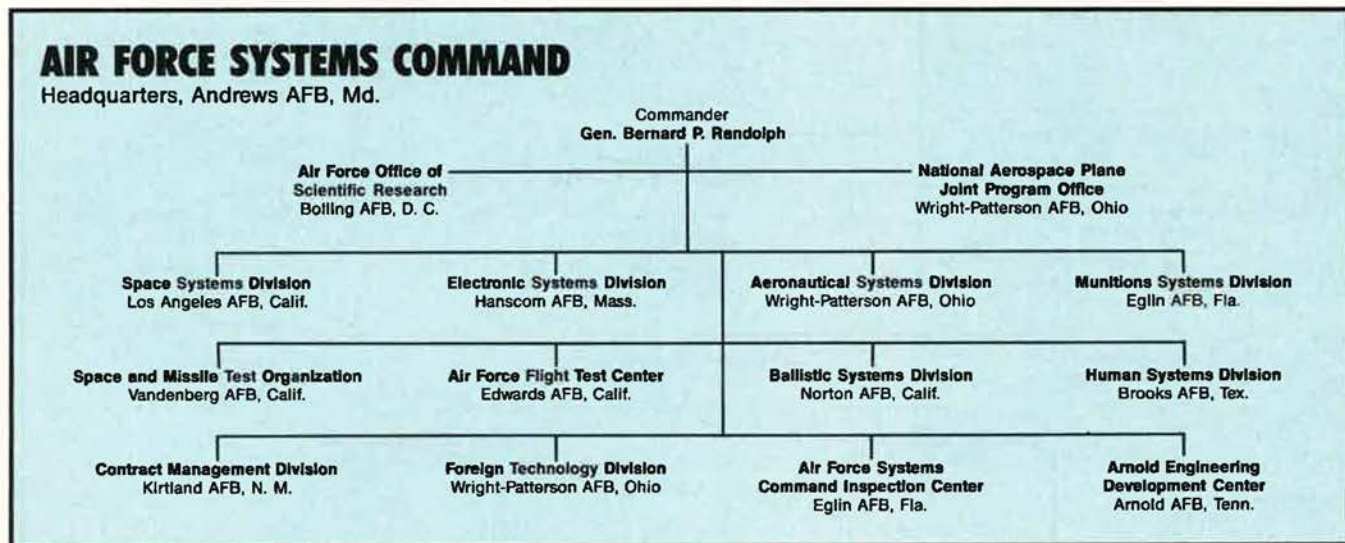 AIR FORCE SYSTEMS COMMAND
Headquarters, Andrews AFB, Md.
Commander
Gen. Bernard P. Randolph
Air Force Office of
Scientific Research
Bolling AFB, D. C.
National Aerospace Plane
Joint Program Office
Wright-Patterson AFB, Ohio
Space Systems Division
Los Angeles AFB, Calif.
Electronic Systems Division
Hanscom AFB, Mass.
Aeronautical Systems Division
Wright-Patterson AFB, Ohio
Munitions Systems Division
Eglin AFB, Fla.
Space and Missile Test Organization
Vandenberg AFB, Calif.
Air Force Flight Test Center
Edwards AFB, Calif.
Ballistic Systems Division
Norton AFB, Calif.
Human Systems Division
Brooks AFB, Tex.
Contract Management Division
Kirtland AFB, N. M.
Foreign Technology Division
Wright-Patterson AFB, Ohio
Air Force Systems
Command Inspection Center
Eglin AFB, Fla.
Arnold Engineering
Development Center
Arnold AFB, Tenn.